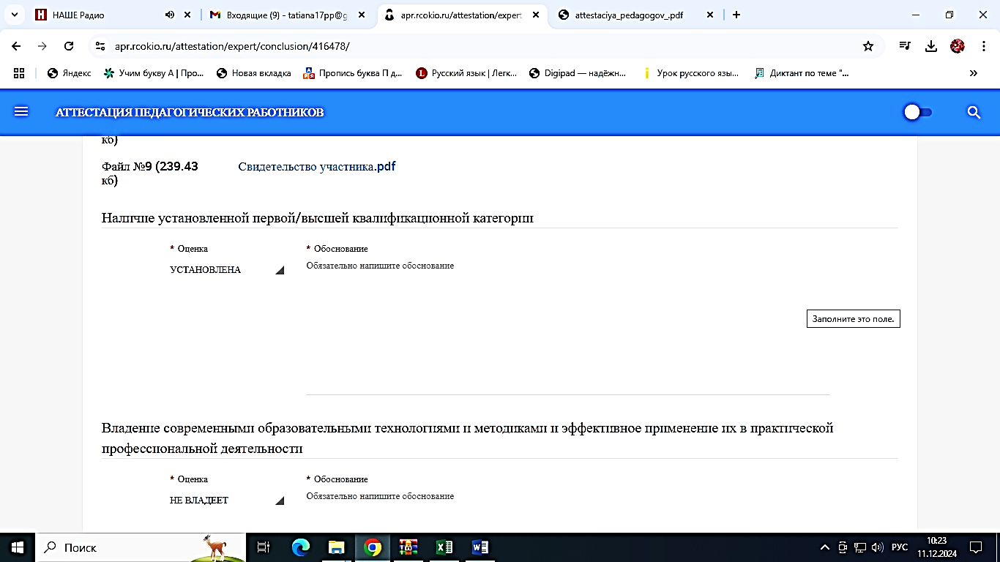 НАШЕ Радио
Входящие (9) - tatiana17pp@g
apr.rcokio.ru/attestation/expert
attestaciya_pedagogov_.pdf
apr.rcokio.ru/attestation/expert/conclusion/416478/
Яндекс
Учим букву А | Про...
Новая вкладка
Пропись буква П д...
Русский язык | Легк...
Digipad — надёжн...
Урок русского язы...
Диктант по теме "...
АТТЕСТАЦИЯ ПЕДАГОГИЧЕСКИХ РАБОТНИКОВ
кб)
Файл №9 (239.43
кб)
Свидетельство участника.pdf
Наличие установленной первой/высшей квалификационной категории
* Оценка
* Обоснование
УСТАНОВЛЕНА
Обязательно напишите обоснование
Заполните это поле.
Владение современными образовательными технологиями и методиками и эффективное применение их в практической
профессиональной деятельности
* Оценка
* Обоснование
НЕ ВЛАДЕЕТ
Обязательно напишите обоснование
Поиск
РУС
10:23
11.12.2024